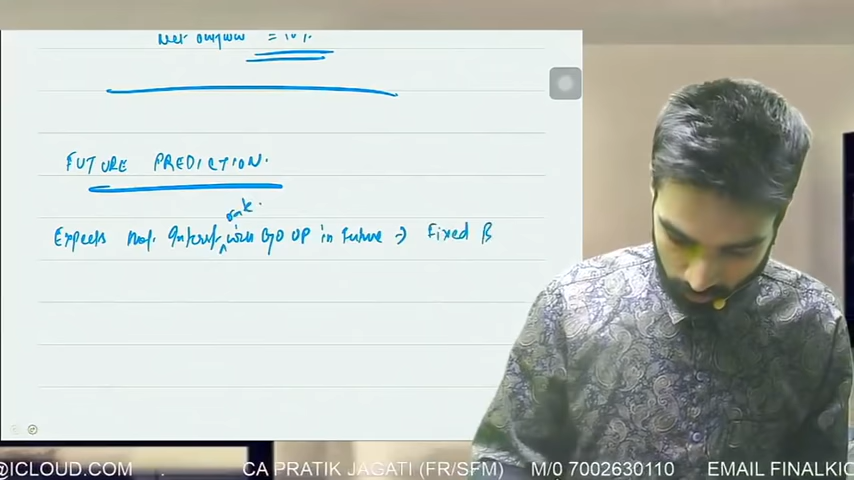 = 10%
FUTURE PREDICTION.
rate.
Expects that Interest will GO UP in Future → Fixed B
@ICLOUD.COM CA PRATIK JAGATI (FR/SFM) M/0 7002630110 EMAIL FINALKIC